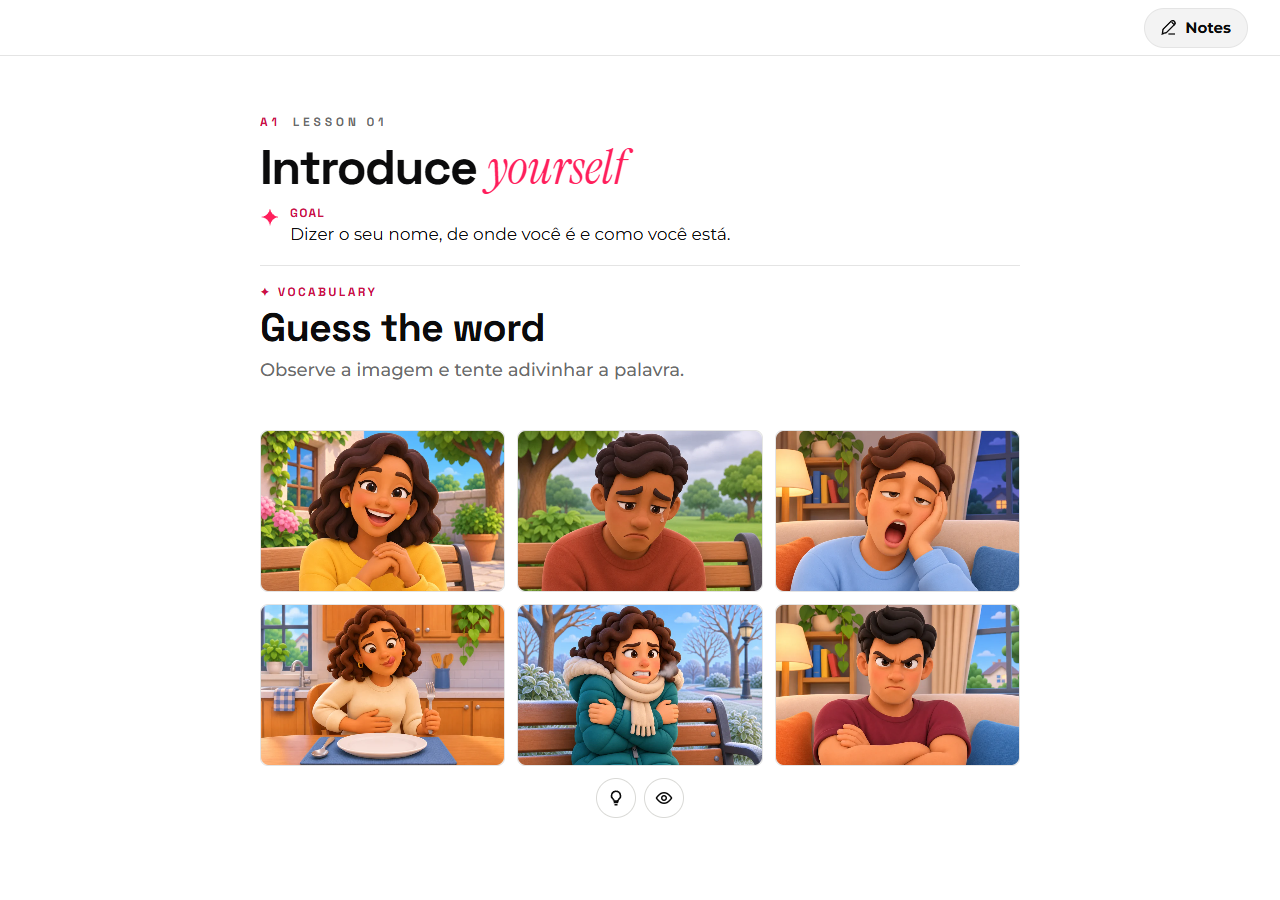 Notes
A1 LESSON 01
Introduce yourself
GOAL
Dizer o seu nome, de onde você é e como você está.
VOCABULARY
Guess the word
Observe a imagem e tente adivinhar a palavra.